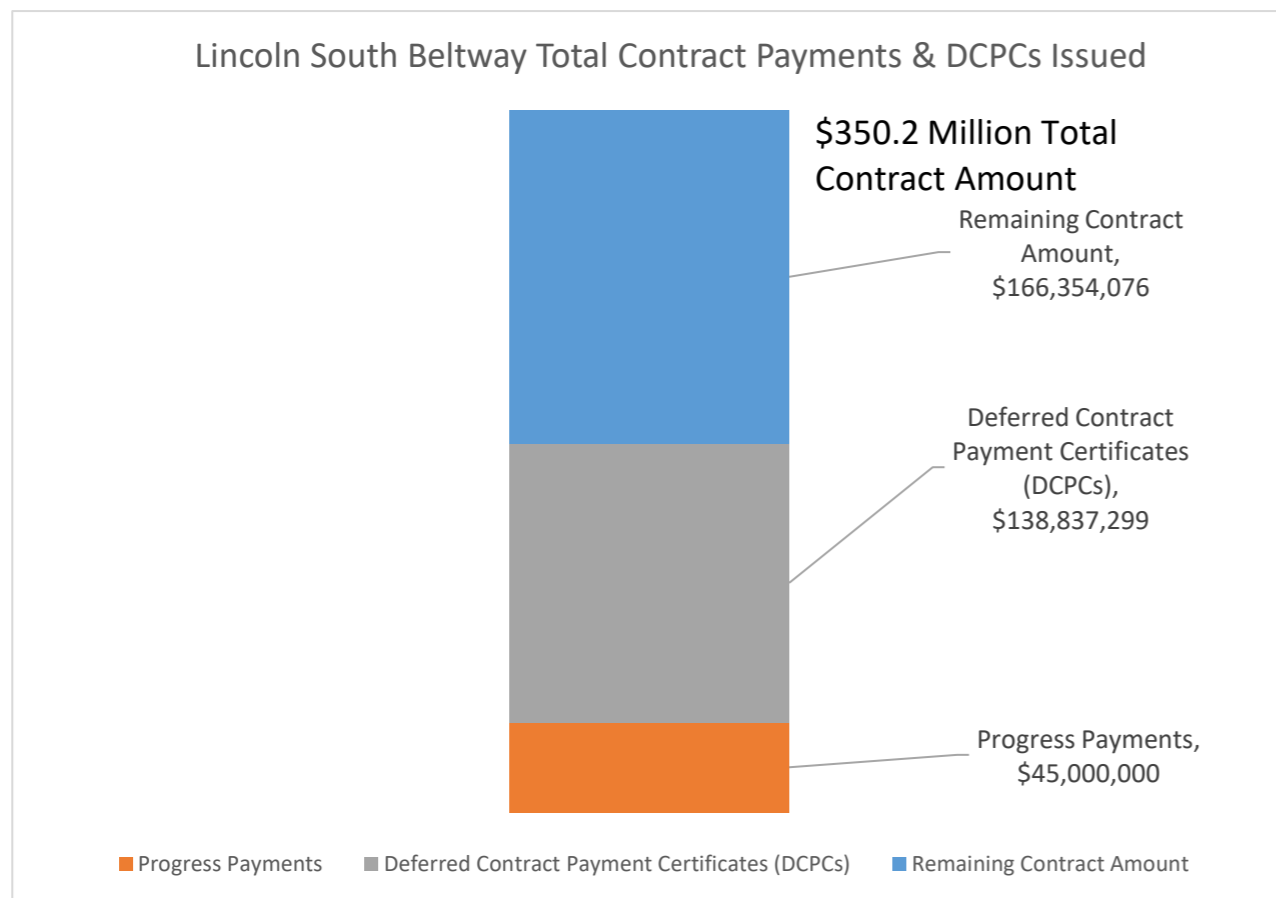 Lincoln South Beltway Total Contract Payments & DCPCs Issued
$350.2 Million Total
Contract Amount
Remaining Contract
Amount,
$166,354,076
Deferred Contract
Payment Certificates
(DCPCs),
$138,837,299
Progress Payments,
$45,000,000
Progress Payments
Deferred Contract Payment Certificates (DCPCs)
Remaining Contract Amount